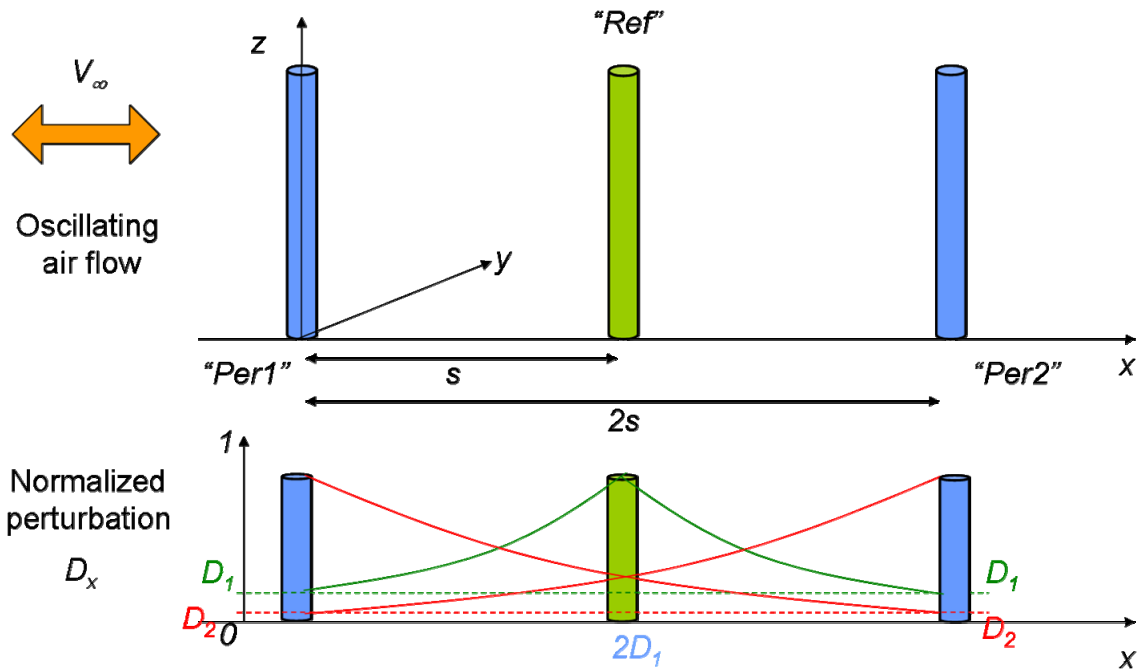 “Ref”
z
V∞
Oscillating
air flow
y
“Per1”
s
“Per2”
x
2s
1
Normalized
perturbation
Dx
D1
D1
D2
0
2D1
D2
x